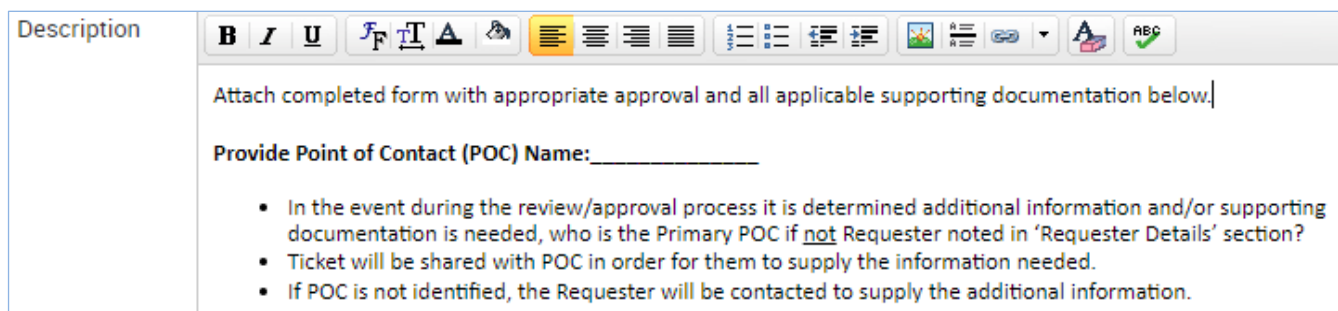 Description
B I U
ABC
Attach completed form with appropriate approval and all applicable supporting documentation below.
Provide Point of Contact (POC) Name:______________
• In the event during the review/approval process it is determined additional information and/or supporting
documentation is needed, who is the Primary POC if not Requester noted in ‘Requester Details’ section?
• Ticket will be shared with POC in order for them to supply the information needed.
• If POC is not identified, the Requester will be contacted to supply the additional information.